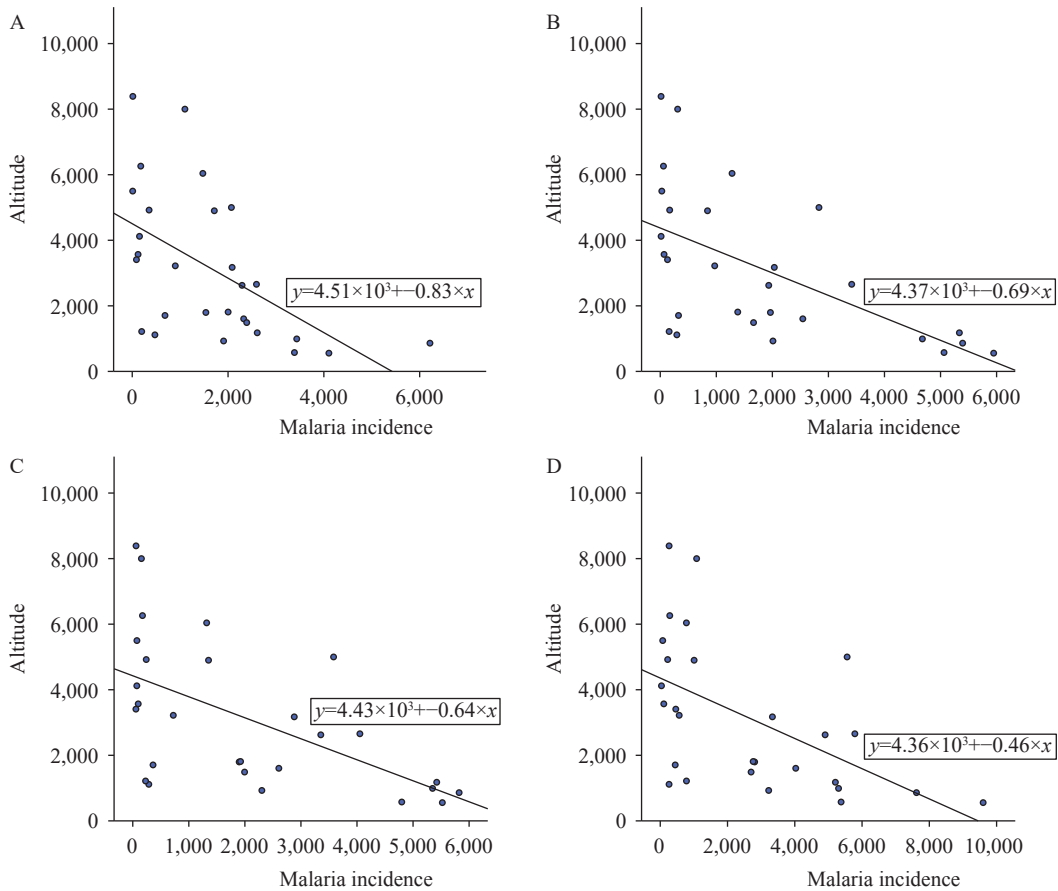 A
10,000
8,000
6,000
4,000
2,000
0
Altitude
y=4.51×10³+−0.83×x
0 2,000 4,000 6,000
Malaria incidence
B
10,000
8,000
6,000
4,000
2,000
0
Altitude
y=4.37×10³+−0.69×x
0 1,000 2,000 3,000 4,000 5,000 6,000
Malaria incidence
C
10,000
8,000
6,000
4,000
2,000
0
Altitude
y=4.43×10³+−0.64×x
0 1,000 2,000 3,000 4,000 5,000 6,000
Malaria incidence
D
10,000
8,000
6,000
4,000
2,000
0
Altitude
y=4.36×10³+−0.46×x
0 2,000 4,000 6,000 8,000 10,000
Malaria incidence